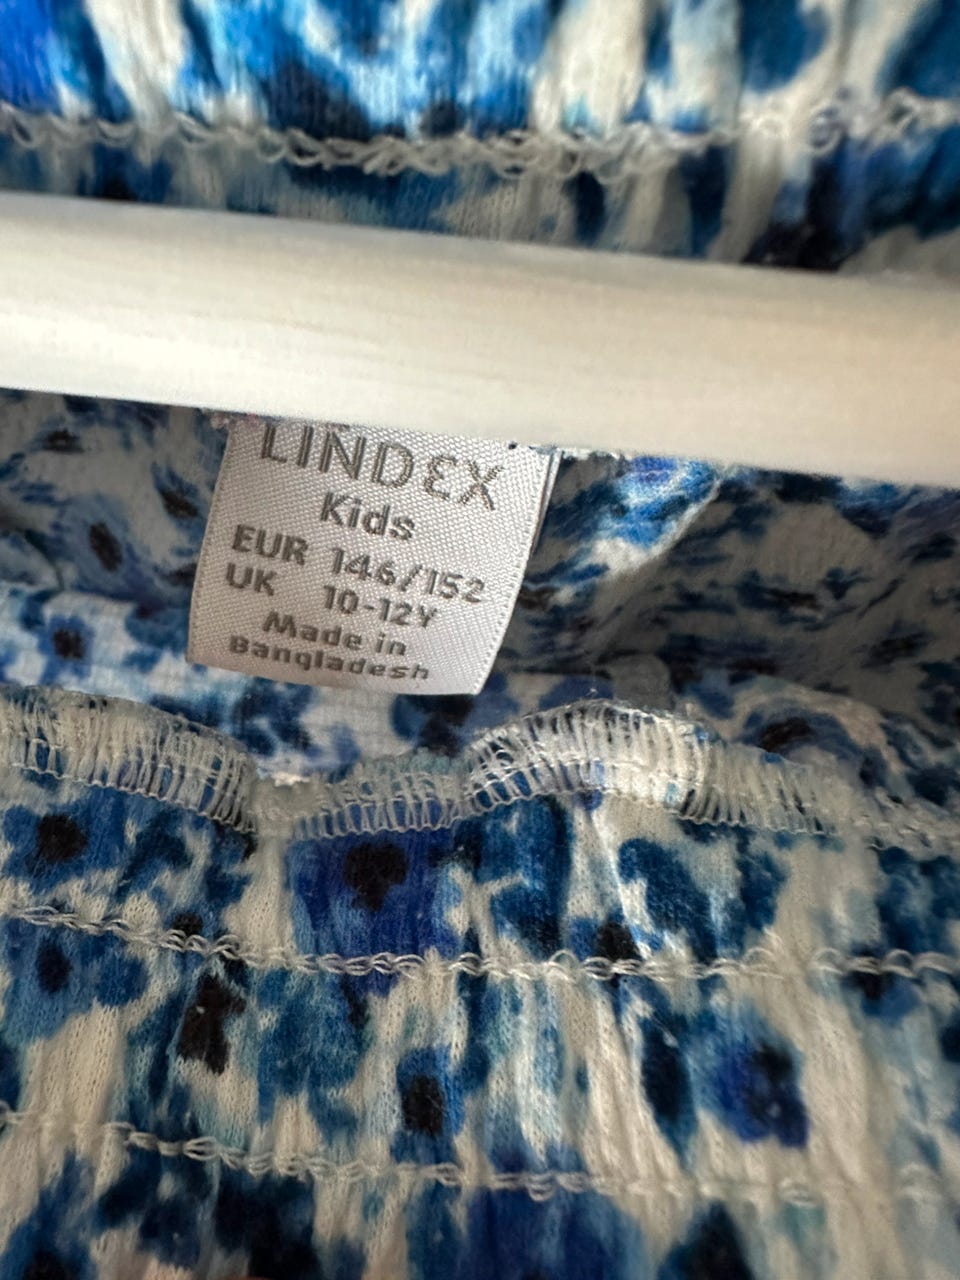 LINDEX
Kids
EUR 146/152
UK 10-12Y
Made in
Bangladesh